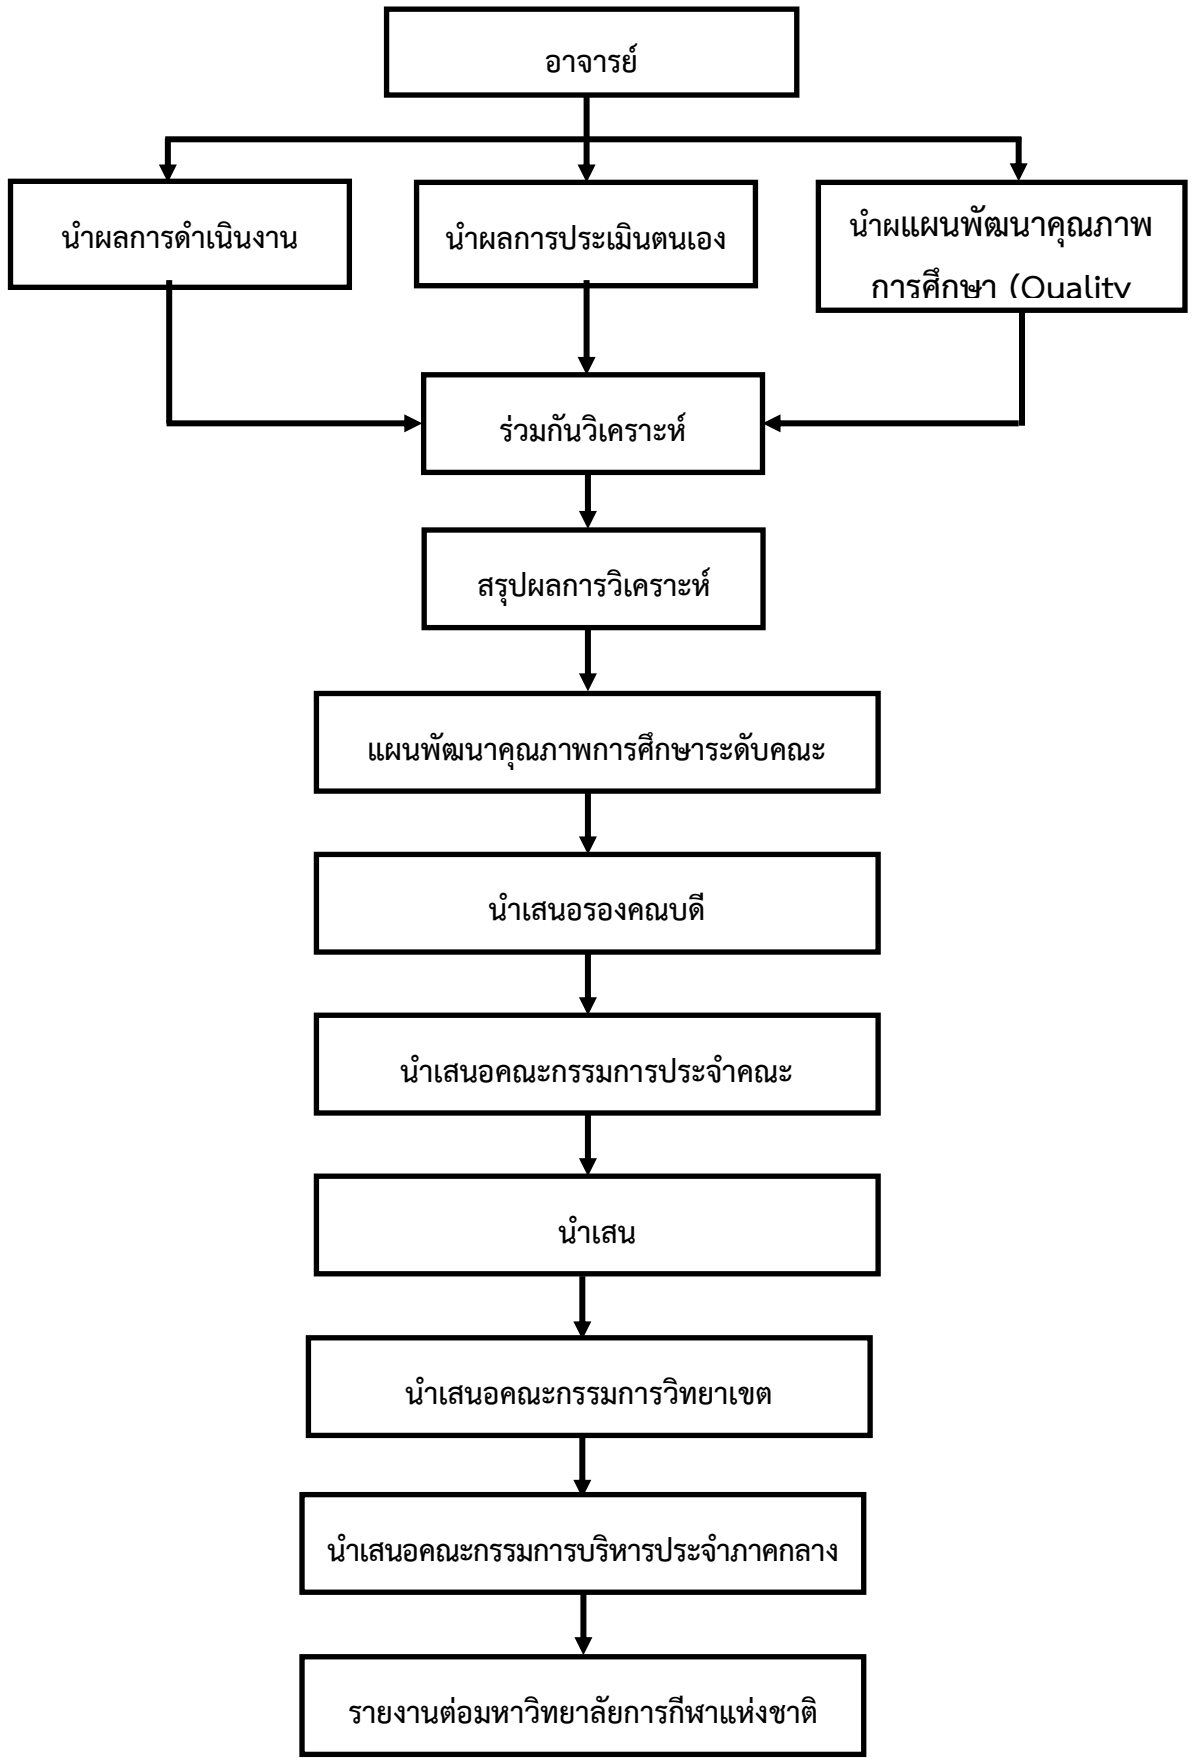 อาจารย์
นำผลการดำเนินงาน
นำผลการประเมินตนเอง
นำผแผนพัฒนาคุณภาพ
การศึกษา (Quality
ร่วมกันวิเคราะห์
สรุปผลการวิเคราะห์
แผนพัฒนาคุณภาพการศึกษาระดับคณะ
นำเสนอรองคณบดี
นำเสนอคณะกรรมการประจำคณะ
นำเสน
นำเสนอคณะกรรมการวิทยาเขต
นำเสนอคณะกรรมการบริหารประจำภาคกลาง
รายงานต่อมหาวิทยาลัยการกีฬาแห่งชาติ